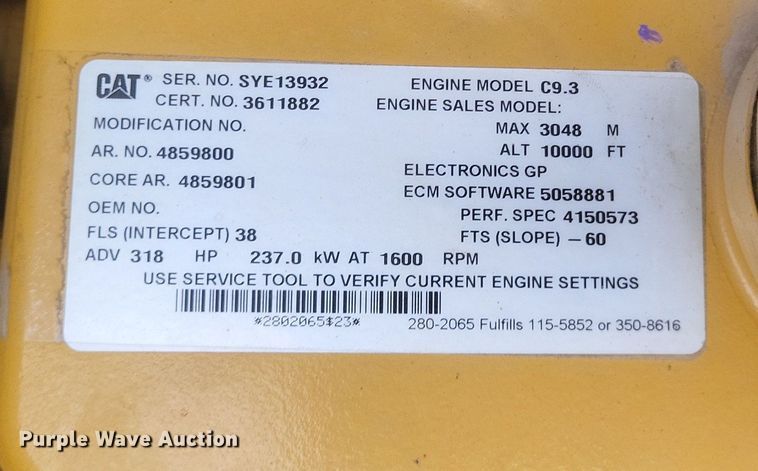 CAT® SER. NO. SYE13932 ENGINE MODEL C9.3
CERT. NO. 3611882 ENGINE SALES MODEL:
MODIFICATION NO. MAX 3048 M
AR. NO. 4859800 ALT 10000 FT
CORE AR. 4859801 ELECTRONICS GP
ECM SOFTWARE 5058881
OEM NO. PERF. SPEC 4150573
FLS (INTERCEPT) 38 FTS (SLOPE) –60
ADV 318 HP 237.0 kW AT 1600 RPM
USE SERVICE TOOL TO VERIFY CURRENT ENGINE SETTINGS
*2802065$23* 280-2065 Fulfills 115-5852 or 350-8616
Purple Wave Auction